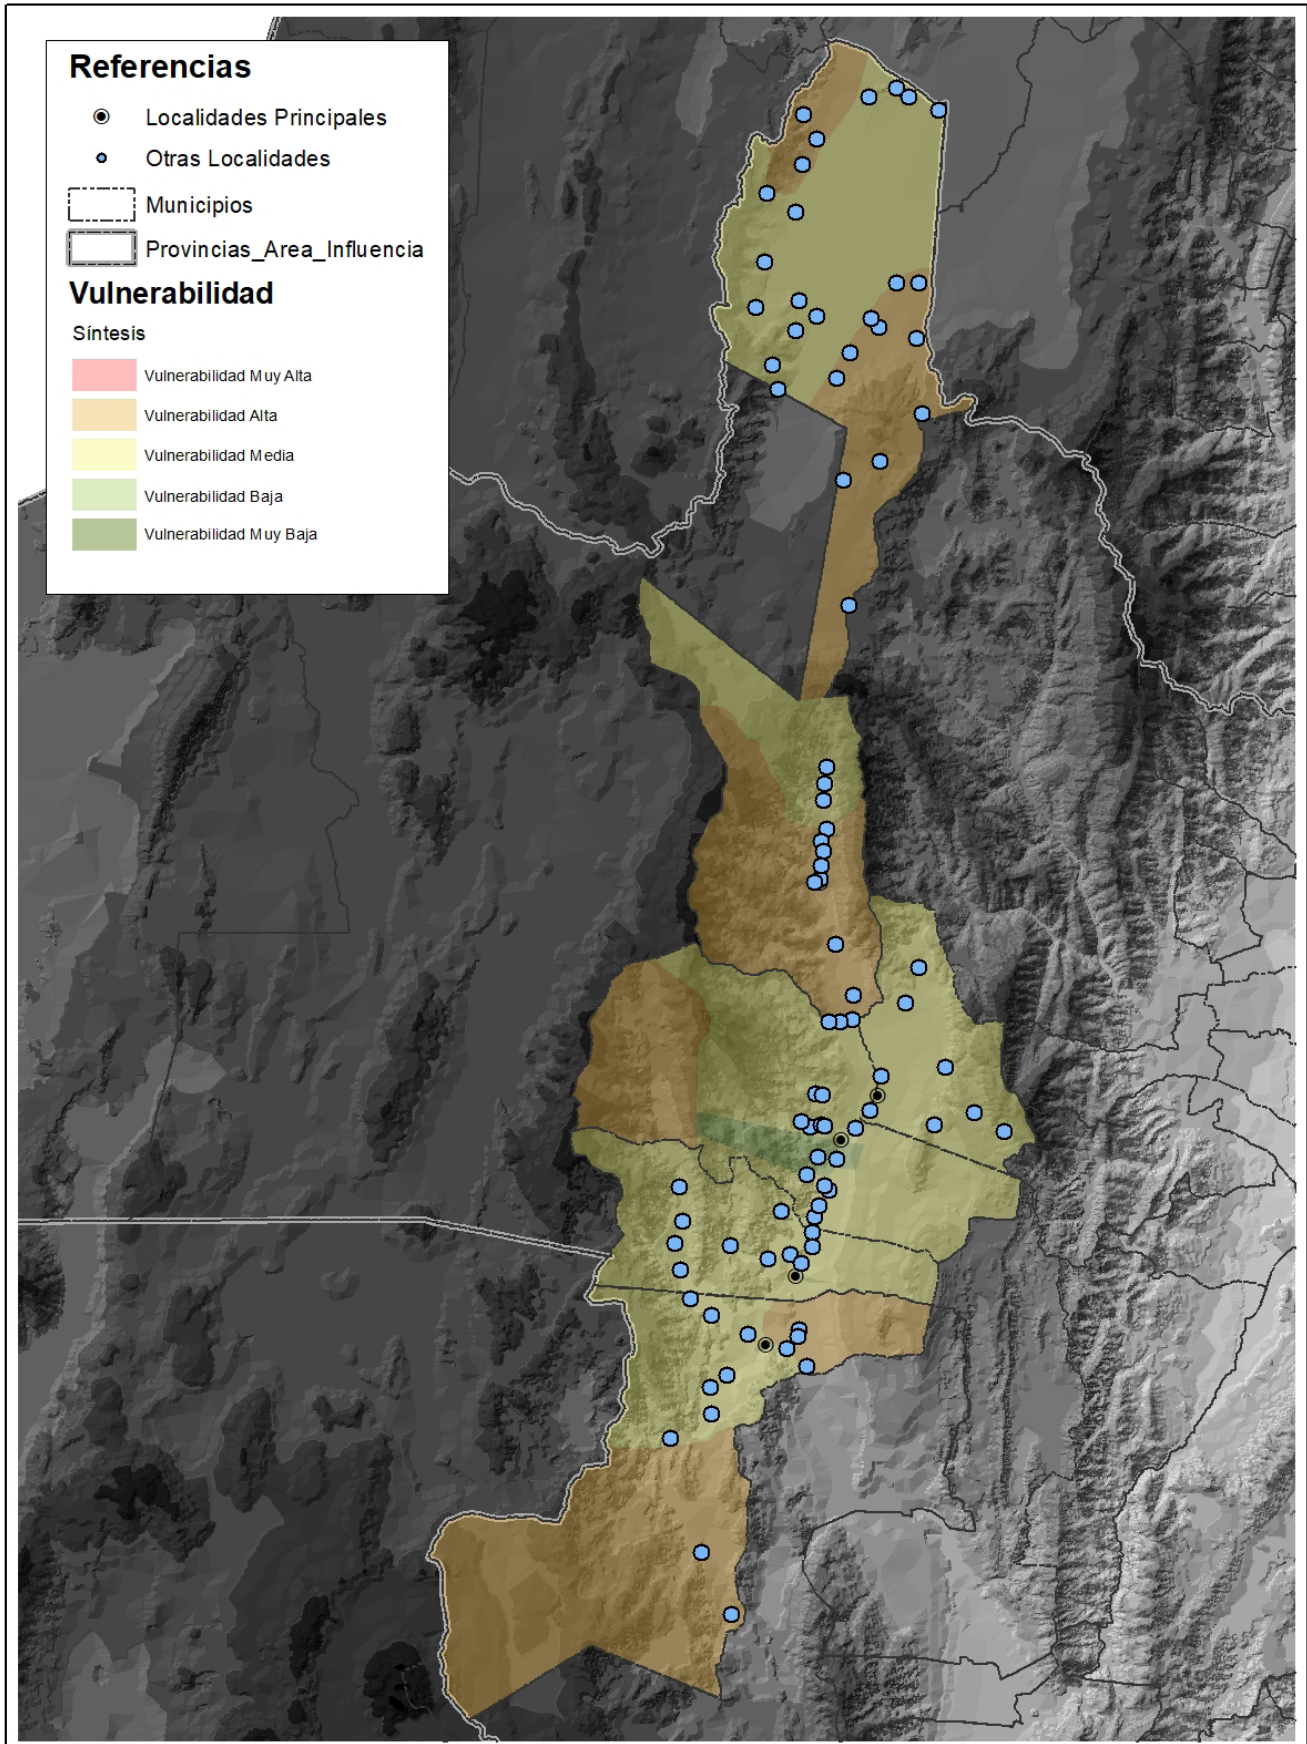 Referencias
Localidades Principales
Otras Localidades
Municipios
Provincias_Area_Influencia
Vulnerabilidad
Síntesis
Vulnerabilidad Muy Alta
Vulnerabilidad Alta
Vulnerabilidad Media
Vulnerabilidad Baja
Vulnerabilidad Muy Baja